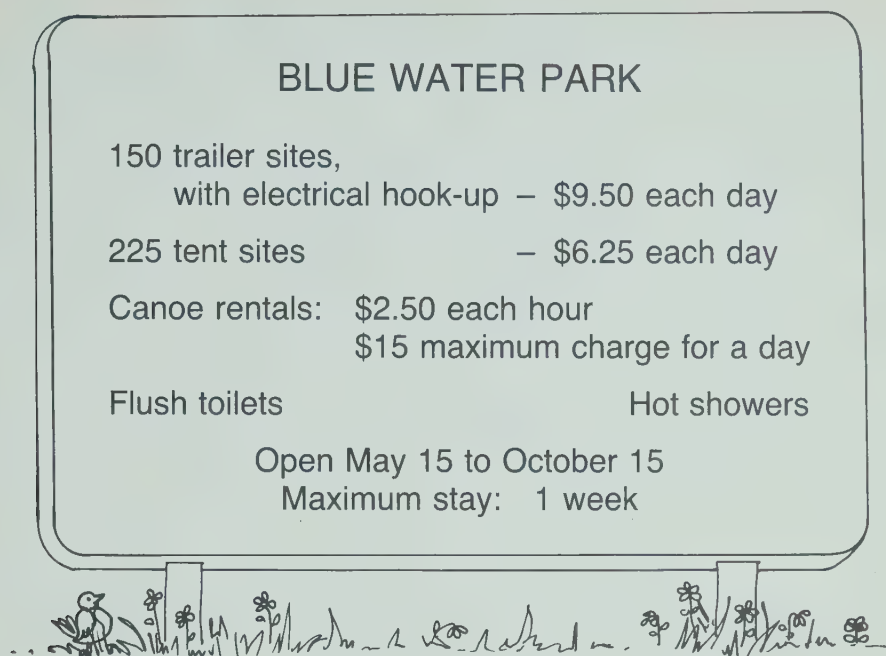 BLUE WATER PARK
150 trailer sites,
with electrical hook-up – $9.50 each day
225 tent sites – $6.25 each day
Canoe rentals: $2.50 each hour
$15 maximum charge for a day
Flush toilets Hot showers
Open May 15 to October 15
Maximum stay: 1 week